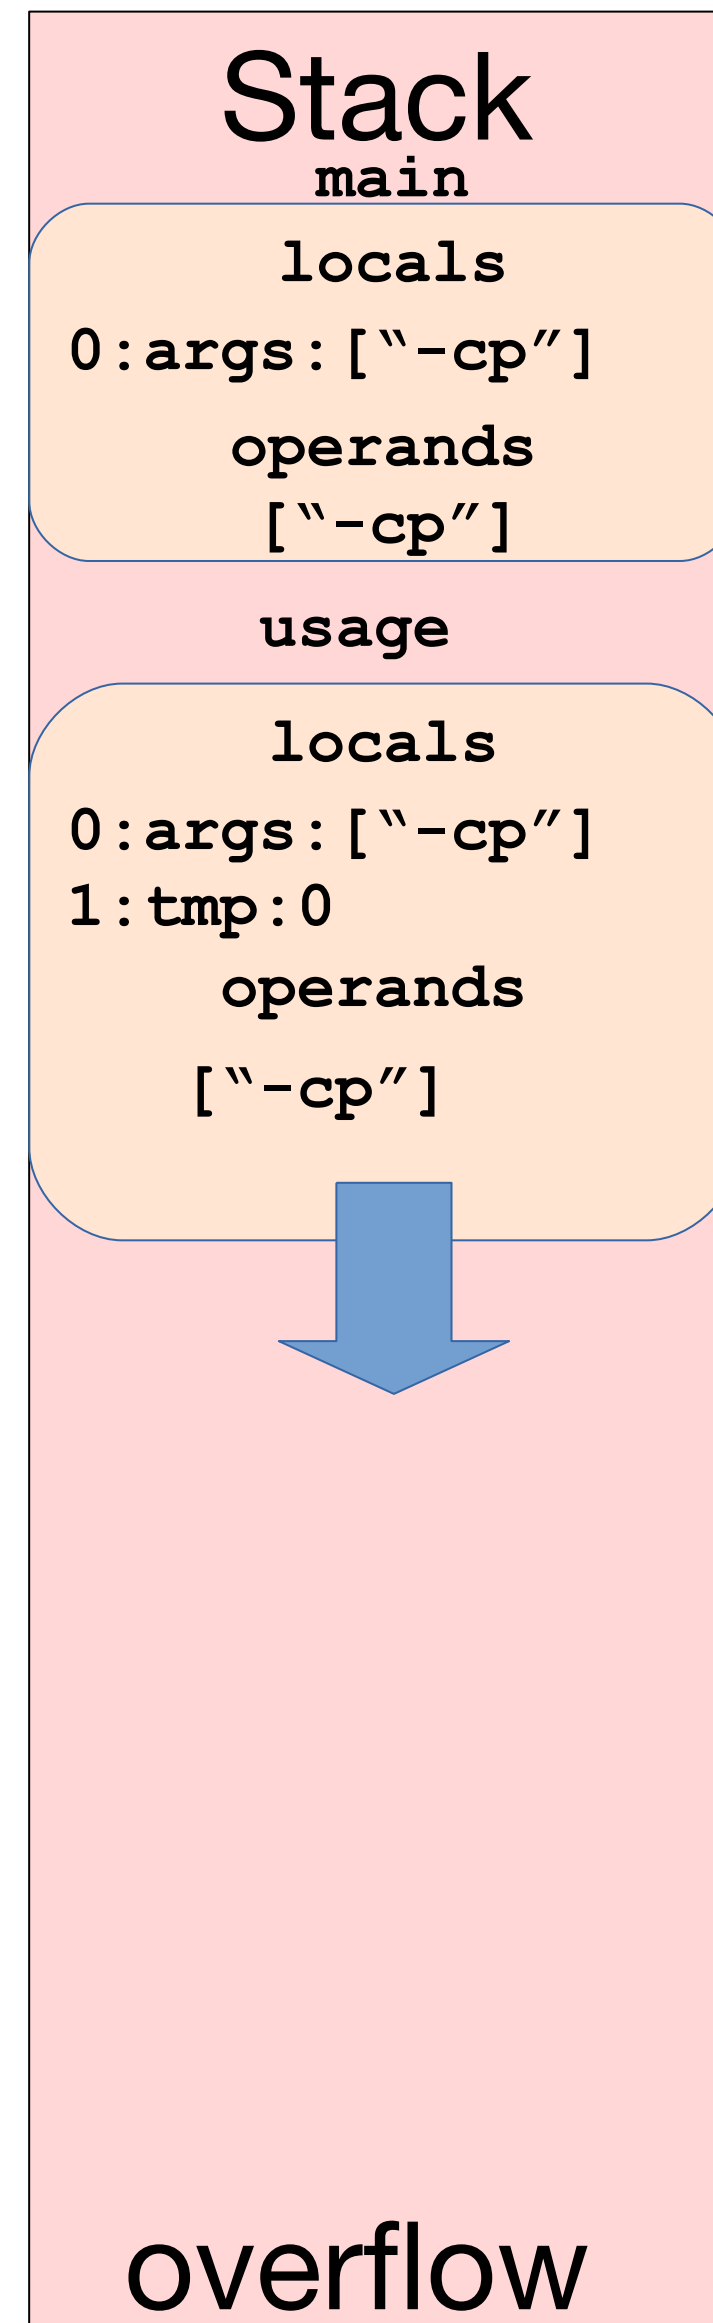 Stack
main
locals
0:args:[“-cp”]
operands
[“-cp”]
usage
locals
0:args:[“-cp”]
1:tmp:0
operands
[“-cp”]
overflow